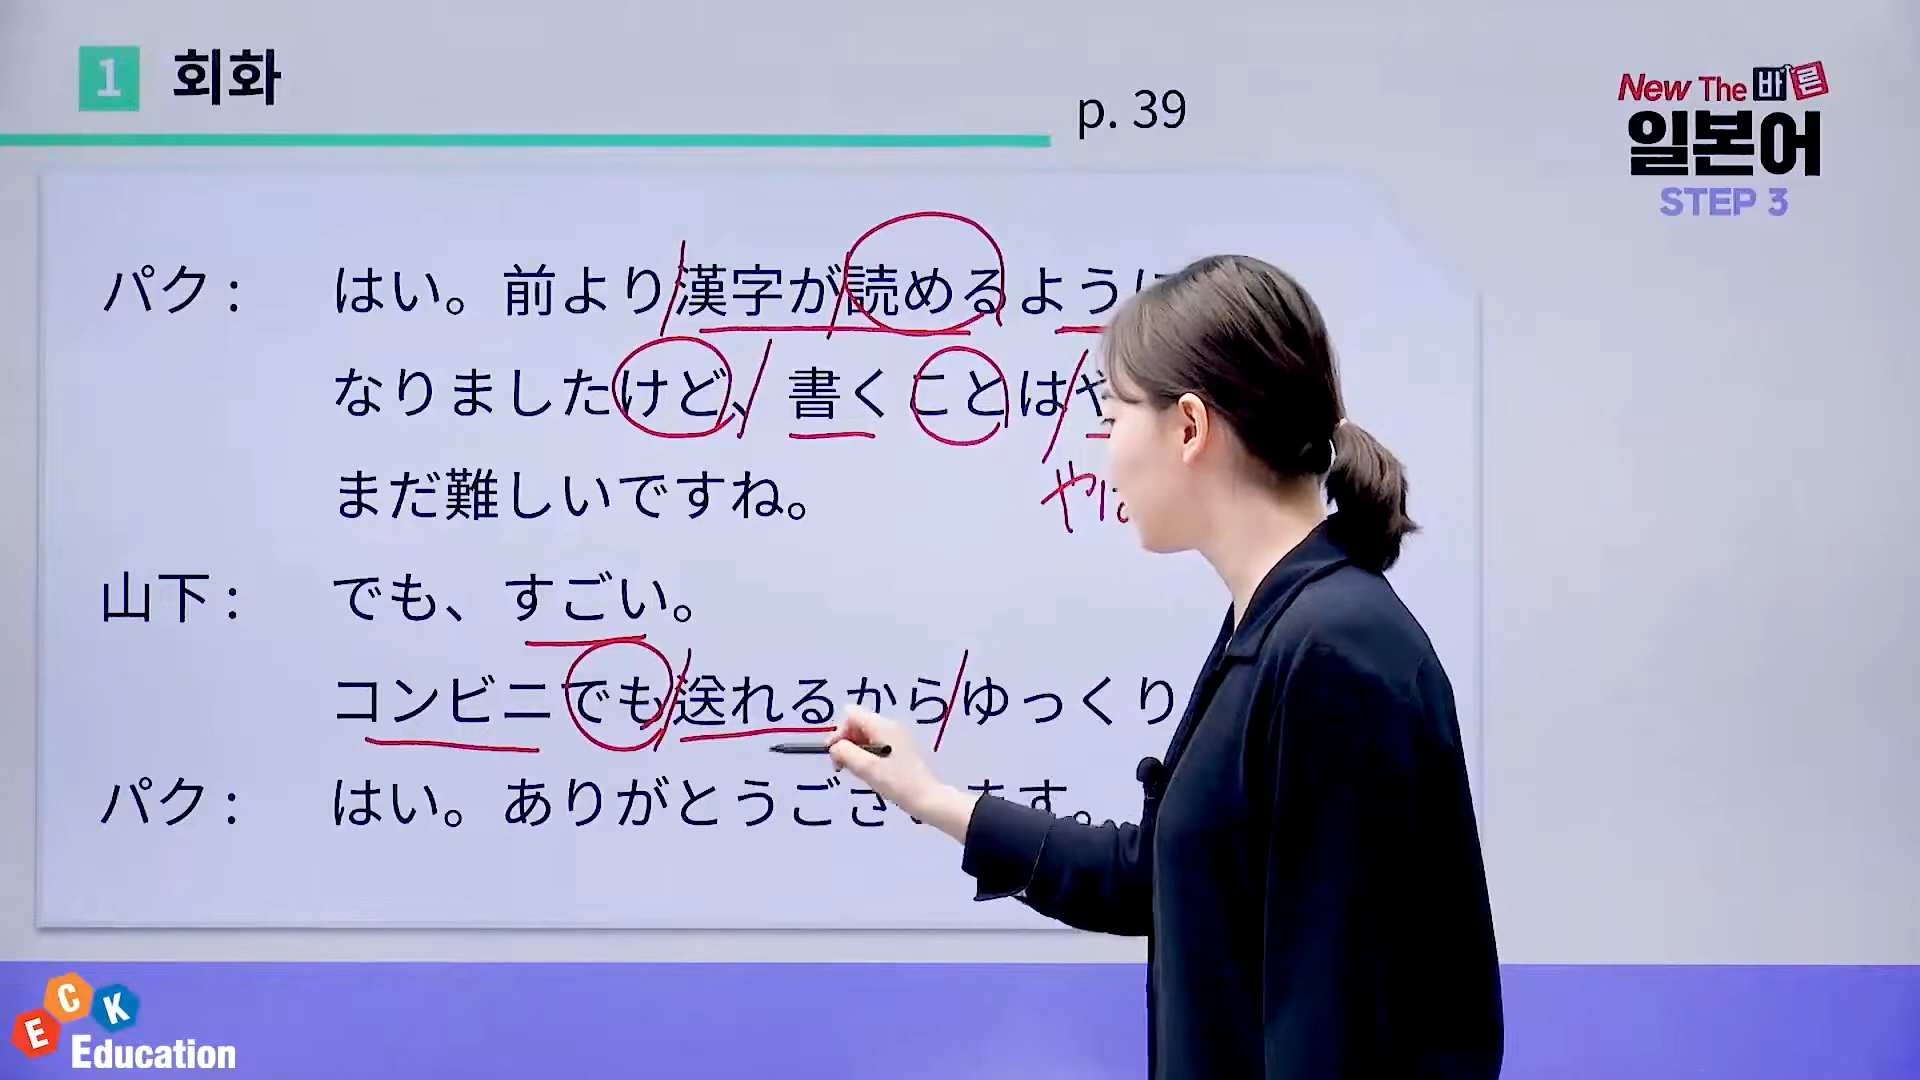 1 회화
p. 39
New The 바른
일본어
STEP 3
パク : はい。前より漢字が読めるように
なりましたけど、書くことはや
まだ難しいですね。
やは
山下 : でも、すごい。
コンビニでも送れるからゆっくり
パク : はい。ありがとうござ ます。
ECK
Education